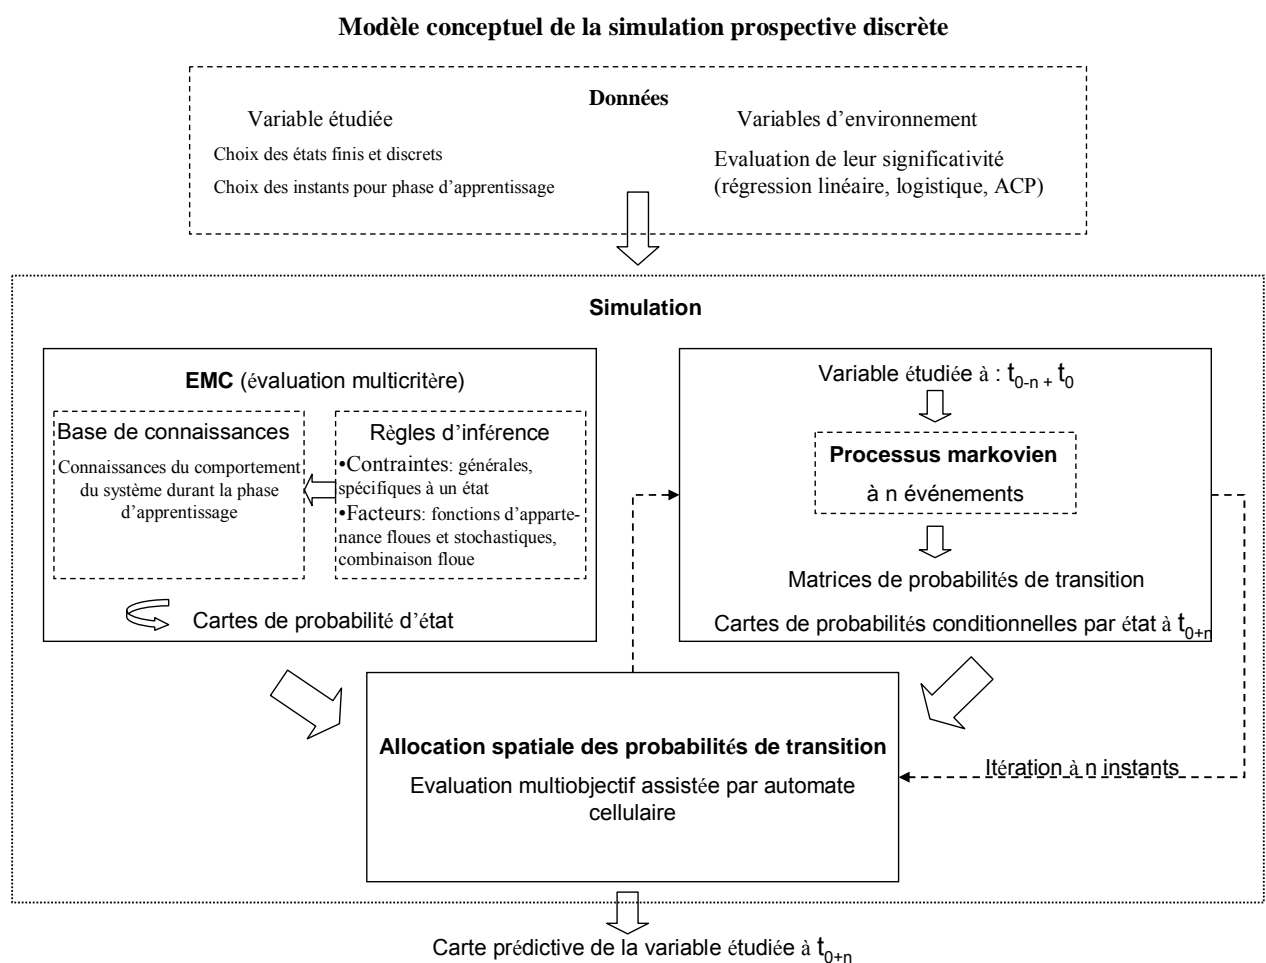 Modèle conceptuel de la simulation prospective discrète
Données
Variable étudiée
Choix des états finis et discrets
Choix des instants pour phase d'apprentissage
Variables d'environnement
Evaluation de leur significativité
(régression linéaire, logistique, ACP)
Simulation
EMC (évaluation multicritère)
Base de connaissances
Connaissances du comportement
du système durant la phase
d'apprentissage
Règles d'inférence
•Contraintes: générales,
spécifiques à un état
•Facteurs: fonctions d'apparte-
nance floues et stochastiques,
combinaison floue
Cartes de probabilité d'état
Variable étudiée à : t0-n + t0
Processus markovien
à n événements
Matrices de probabilités de transition
Cartes de probabilités conditionnelles par état à t0+n
Allocation spatiale des probabilités de transition
Evaluation multiobjectif assistée par automate
cellulaire
Itération à n instants
Carte prédictive de la variable étudiée à t0+n